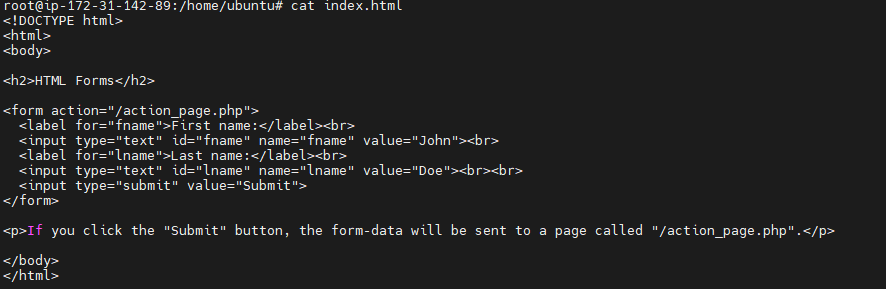 root@ip-172-31-142-89:/home/ubuntu# cat index.html
<!DOCTYPE html>
<html>
<body>
<h2>HTML Forms</h2>
<form action="/action_page.php">
  <label for="fname">First name:</label><br>
  <input type="text" id="fname" name="fname" value="John"><br>
  <label for="lname">Last name:</label><br>
  <input type="text" id="lname" name="lname" value="Doe"><br><br>
  <input type="submit" value="Submit">
</form>
<p>If you click the "Submit" button, the form-data will be sent to a page called "/action_page.php".</p>
</body>
</html>